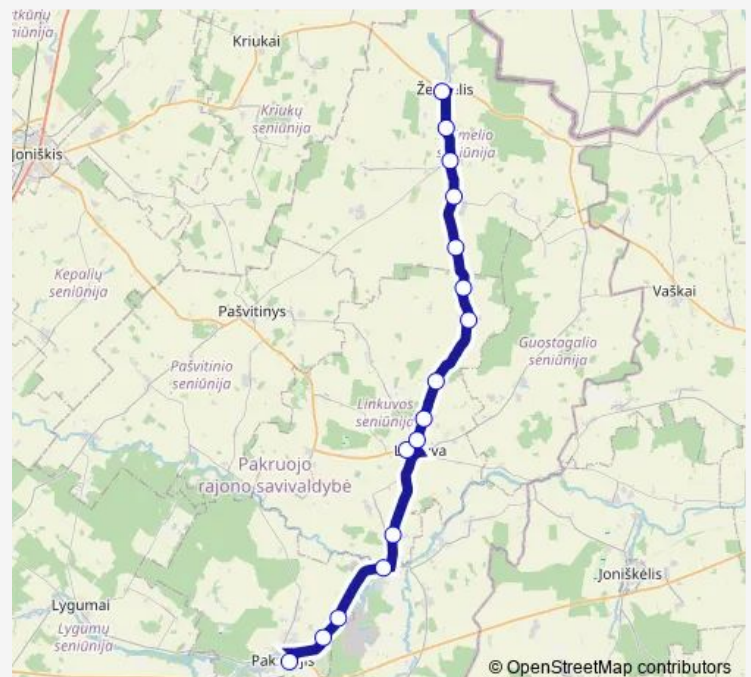 Kriukai
Kriukų
seniūnija
Joniškis
Kepalių
seniūnija
Pašvitinys
Vaškai
Guostagalio
seniūnija
Pašvitinio
seniūnija
Linkuvos
seniūnija
Pakruojo
rajono savivaldybė
Joniškėlis
Lygumai
Lygumų
seniūnija
© OpenStreetMap contributors